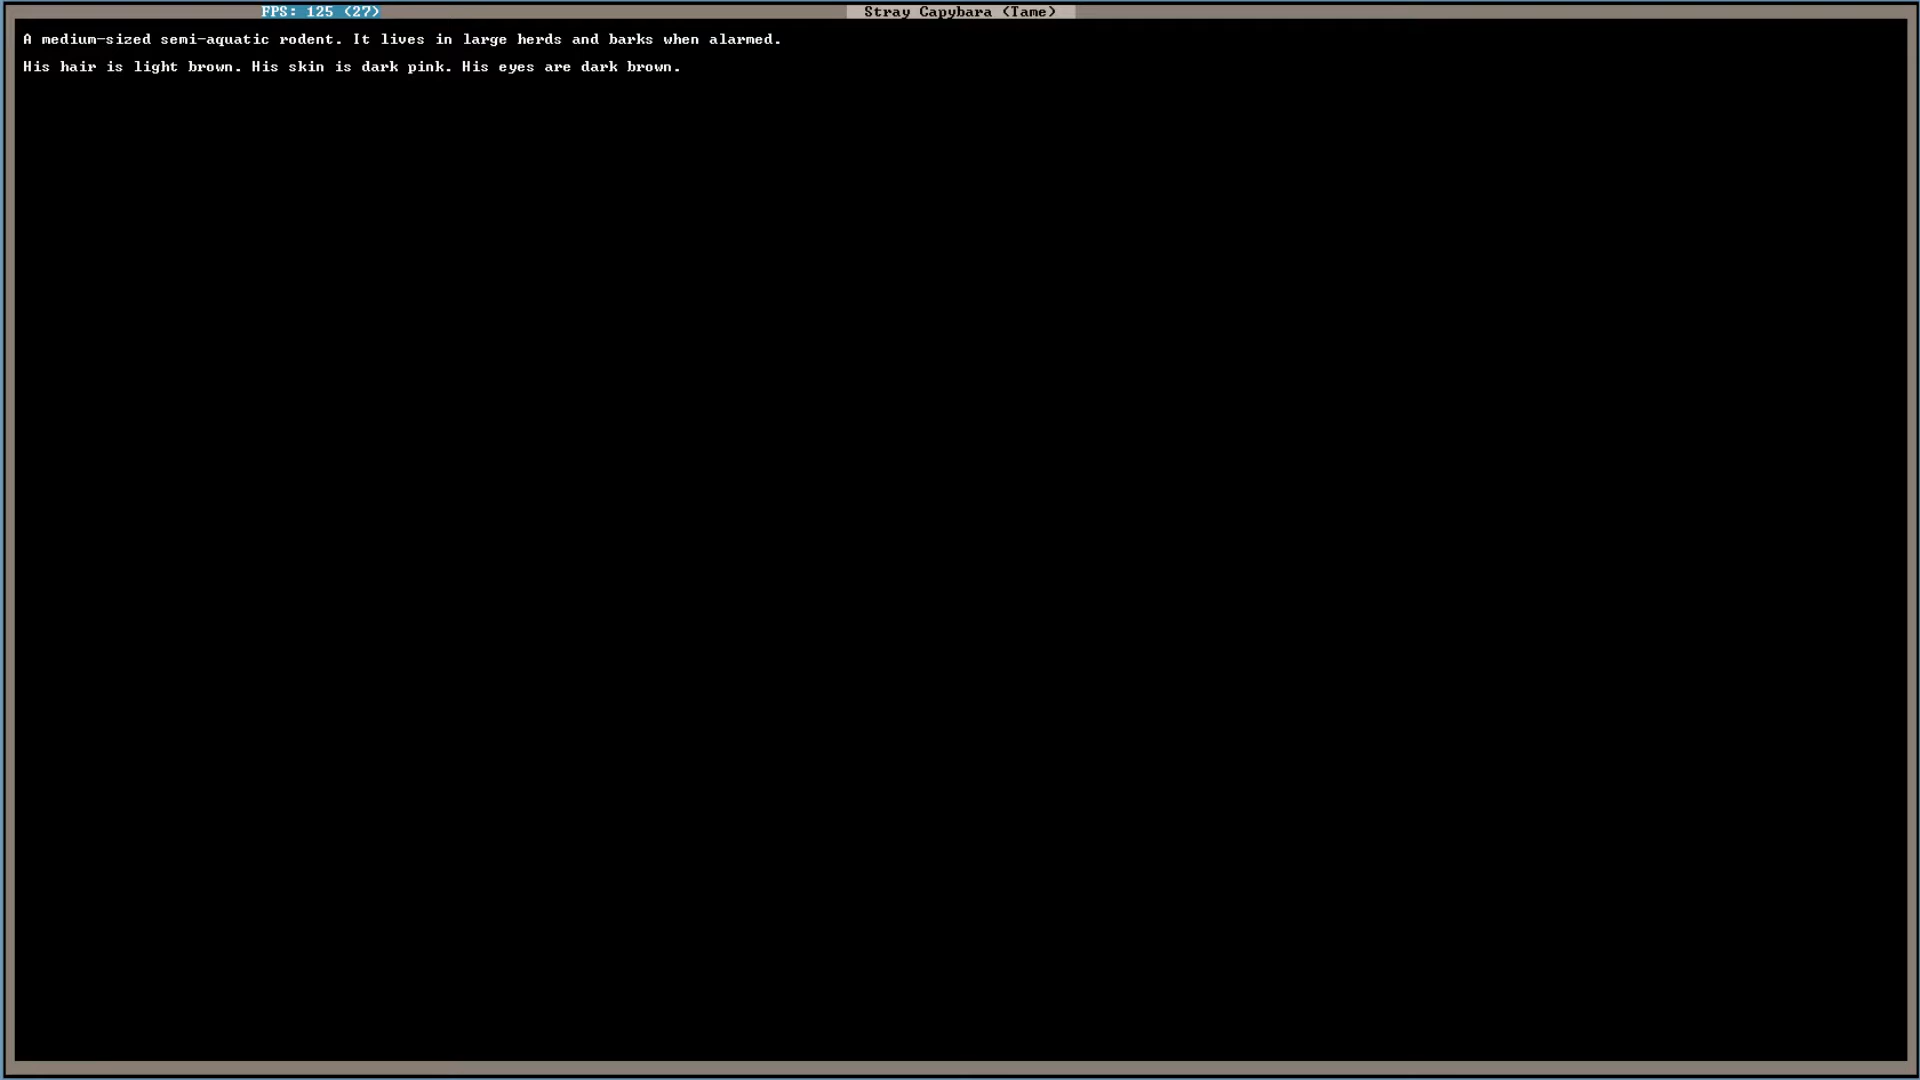 FPS: 125 (27) Stray Capybara (Tame)
A medium-sized semi-aquatic rodent. It lives in large herds and barks when alarmed.
His hair is light brown. His skin is dark pink. His eyes are dark brown.